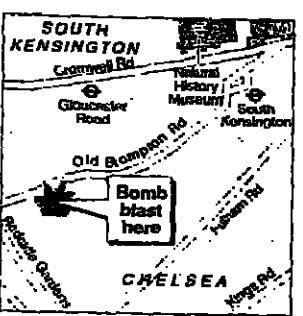 SOUTH
KENSINGTON
Cromwell Rd
Natural
History
Museum
Gloucester
Road
South
Kensington
Old Brompton Rd
Bomb
blast
here
Fulham Rd
Gardens
CHELSEA
Kings Rd